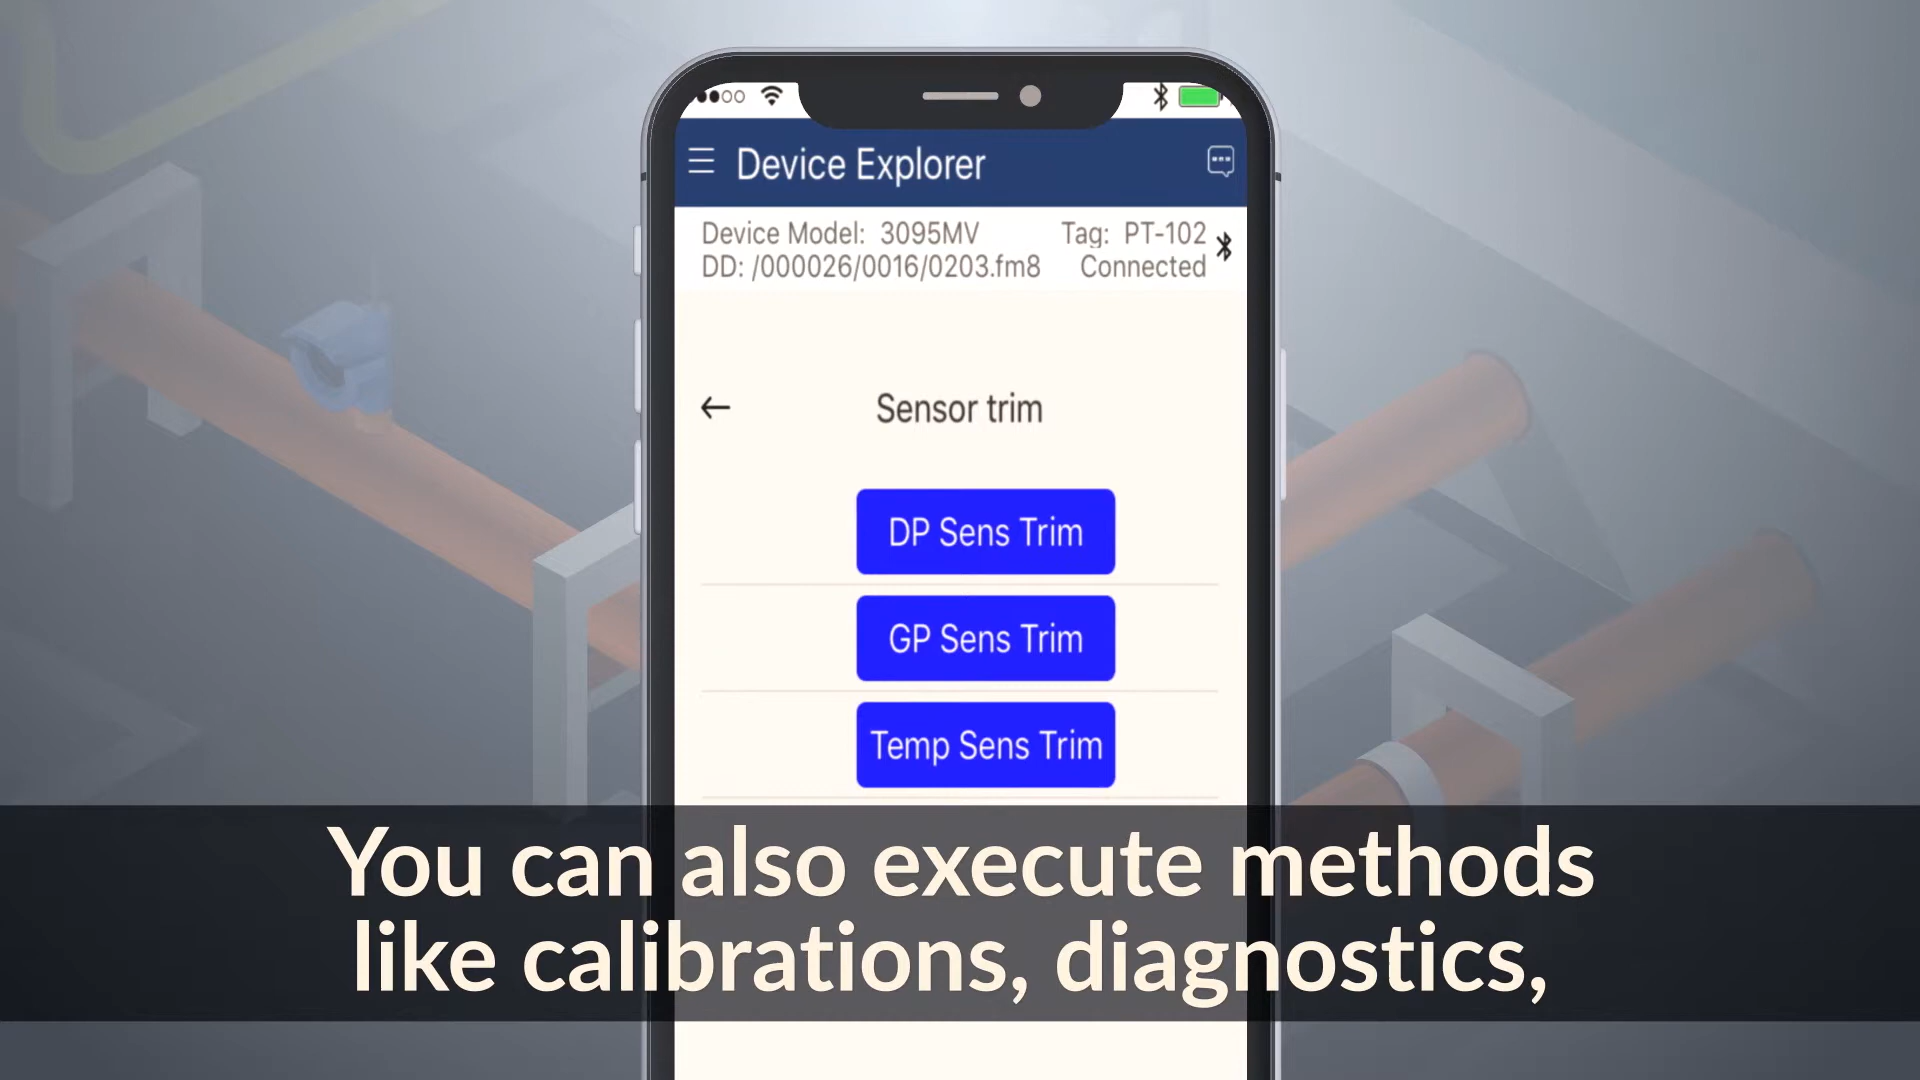 Device Explorer
Device Model: 3095MV Tag: PT-102
DD: /000026/0016/0203.fm8 Connected
Sensor trim
DP Sens Trim
GP Sens Trim
Temp Sens Trim
You can also execute methods
like calibrations, diagnostics,